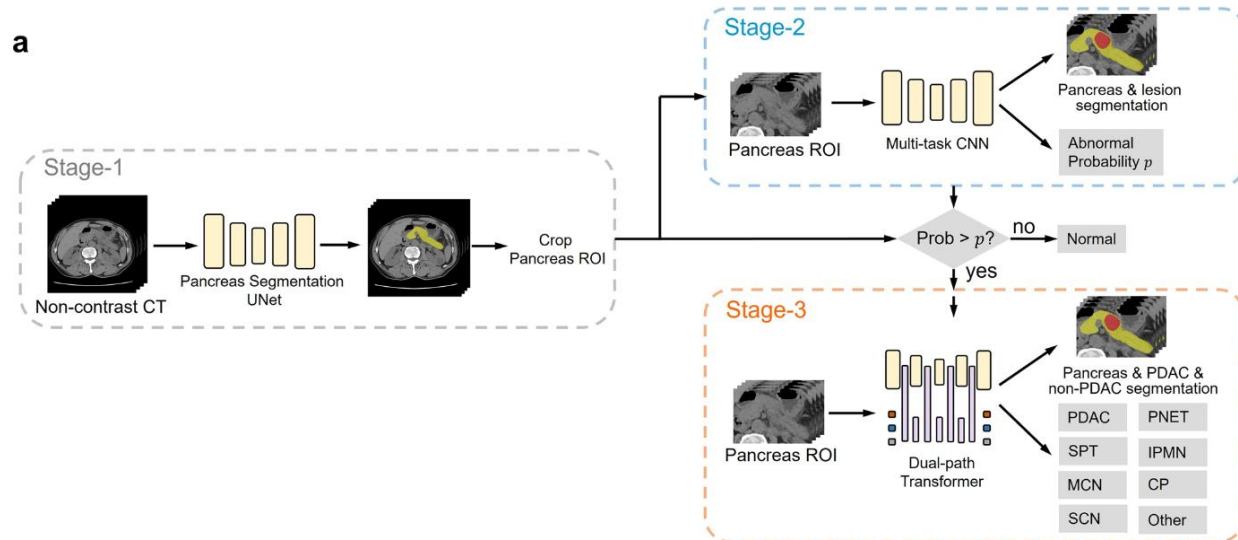 a
Stage-1
Non-contrast CT
Pancreas Segmentation
UNet
Crop
Pancreas ROI
Stage-2
Pancreas ROI
Multi-task CNN
Pancreas & lesion
segmentation
Abnormal
Probability p
Prob > p?
no
Normal
yes
Stage-3
Pancreas ROI
Dual-path
Transformer
Pancreas & PDAC &
non-PDAC segmentation
PDAC
PNET
SPT
IPMN
MCN
CP
SCN
Other